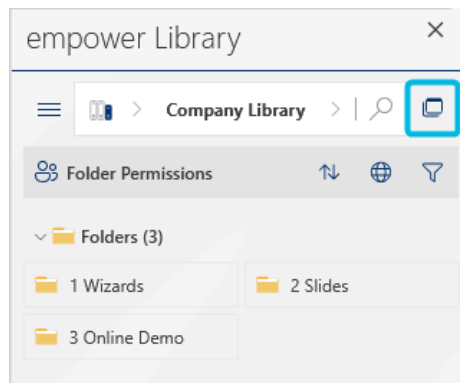 empower Library
Company Library
Folder Permissions
Folders (3)
1 Wizards
2 Slides
3 Online Demo